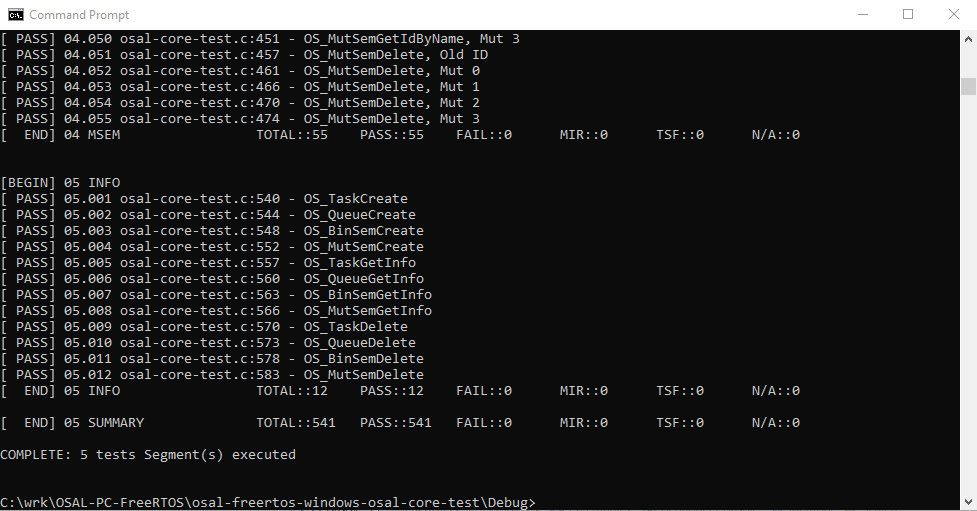 Command Prompt
[ PASS] 04.050 osal-core-test.c:451 - OS_MutSemGetIdByName, Mut 3
[ PASS] 04.051 osal-core-test.c:457 - OS_MutSemDelete, Old ID
[ PASS] 04.052 osal-core-test.c:461 - OS_MutSemDelete, Mut 0
[ PASS] 04.053 osal-core-test.c:466 - OS_MutSemDelete, Mut 1
[ PASS] 04.054 osal-core-test.c:470 - OS_MutSemDelete, Mut 2
[ PASS] 04.055 osal-core-test.c:474 - OS_MutSemDelete, Mut 3
[  END] 04 MSEM                 TOTAL::55    PASS::55    FAIL::0      MIR::0      TSF::0      N/A::0
[BEGIN] 05 INFO
[ PASS] 05.001 osal-core-test.c:540 - OS_TaskCreate
[ PASS] 05.002 osal-core-test.c:544 - OS_QueueCreate
[ PASS] 05.003 osal-core-test.c:548 - OS_BinSemCreate
[ PASS] 05.004 osal-core-test.c:552 - OS_MutSemCreate
[ PASS] 05.005 osal-core-test.c:557 - OS_TaskGetInfo
[ PASS] 05.006 osal-core-test.c:560 - OS_QueueGetInfo
[ PASS] 05.007 osal-core-test.c:563 - OS_BinSemGetInfo
[ PASS] 05.008 osal-core-test.c:566 - OS_MutSemGetInfo
[ PASS] 05.009 osal-core-test.c:570 - OS_TaskDelete
[ PASS] 05.010 osal-core-test.c:573 - OS_QueueDelete
[ PASS] 05.011 osal-core-test.c:578 - OS_BinSemDelete
[ PASS] 05.012 osal-core-test.c:583 - OS_MutSemDelete
[  END] 05 INFO                 TOTAL::12    PASS::12    FAIL::0      MIR::0      TSF::0      N/A::0
[  END] 05 SUMMARY              TOTAL::541   PASS::541   FAIL::0      MIR::0      TSF::0      N/A::0
COMPLETE: 5 tests Segment(s) executed
C:\wrk\OSAL-PC-FreeRTOS\osal-freertos-windows-osal-core-test\Debug>